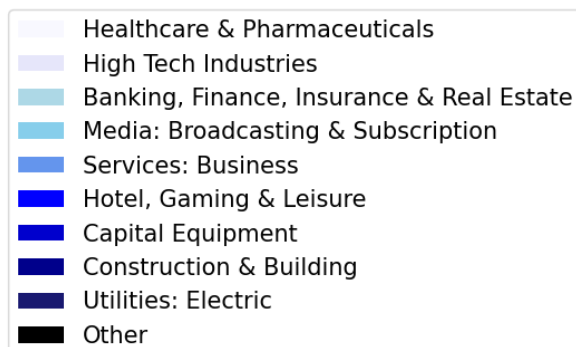 Healthcare & Pharmaceuticals
High Tech Industries
Banking, Finance, Insurance & Real Estate
Media: Broadcasting & Subscription
Services: Business
Hotel, Gaming & Leisure
Capital Equipment
Construction & Building
Utilities: Electric
Other